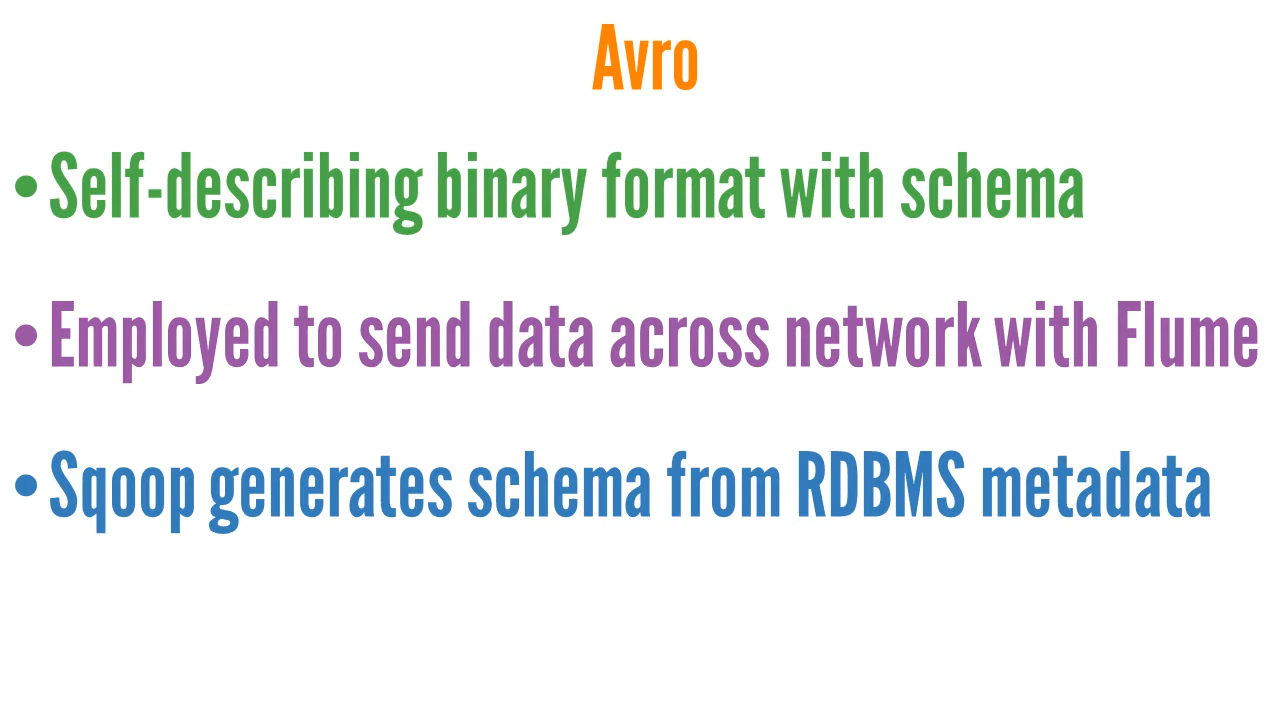 Avro
• Self-describing binary format with schema
• Employed to send data across network with Flume
• Sqoop generates schema from RDBMS metadata